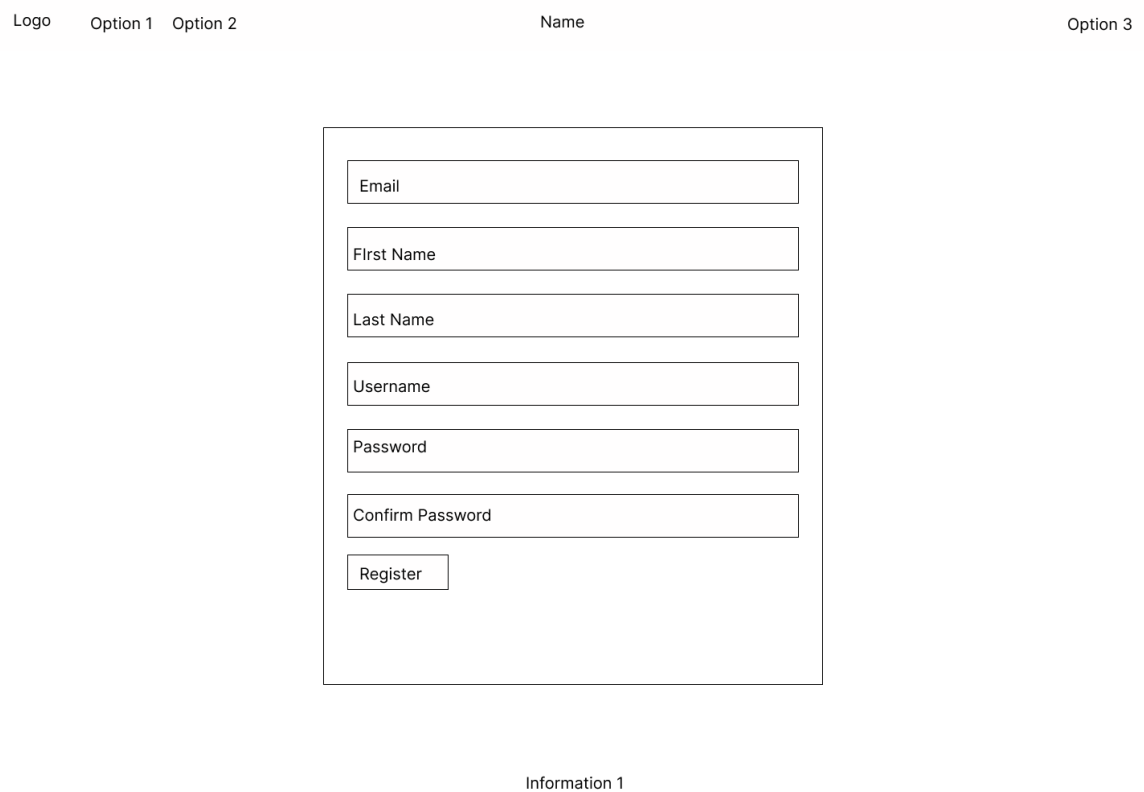 Logo Option 1 Option 2 Name Option 3
Email
FIrst Name
Last Name
Username
Password
Confirm Password
Register
Information 1